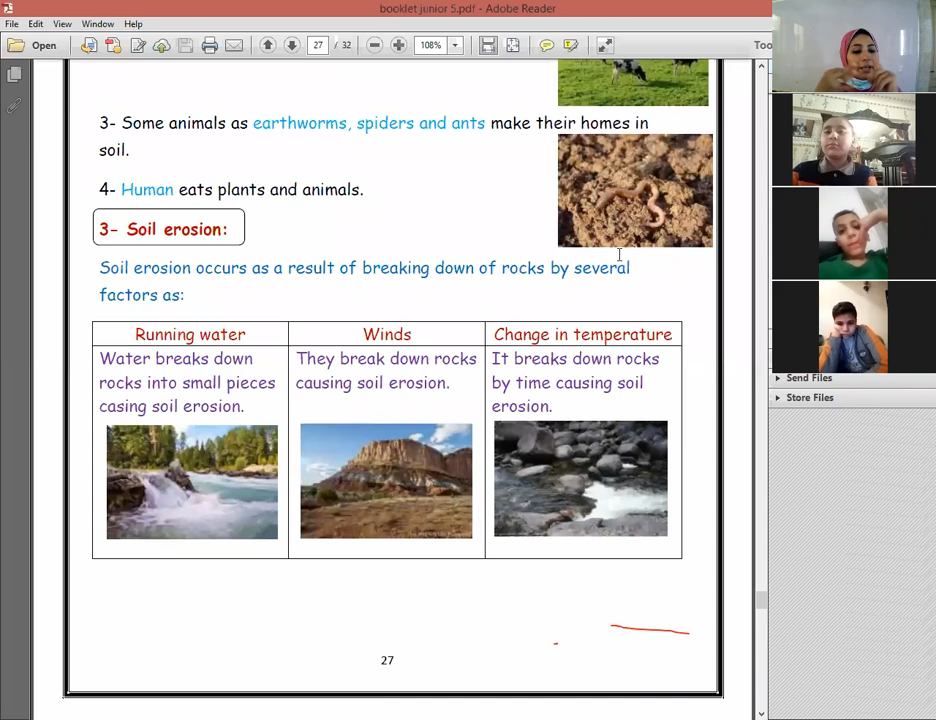 booklet junior 5.pdf - Adobe Reader
File Edit View Window Help
Open 27 / 32 108% Too
3- Some animals as earthworms, spiders and ants make their homes in
soil.
4- Human eats plants and animals.
3- Soil erosion:
Soil erosion occurs as a result of breaking down of rocks by several
factors as:
Running water
Winds
Change in temperature
Water breaks down
rocks into small pieces
casing soil erosion.
They break down rocks
causing soil erosion.
It breaks down rocks
by time causing soil
erosion.
27
Send Files
Store Files